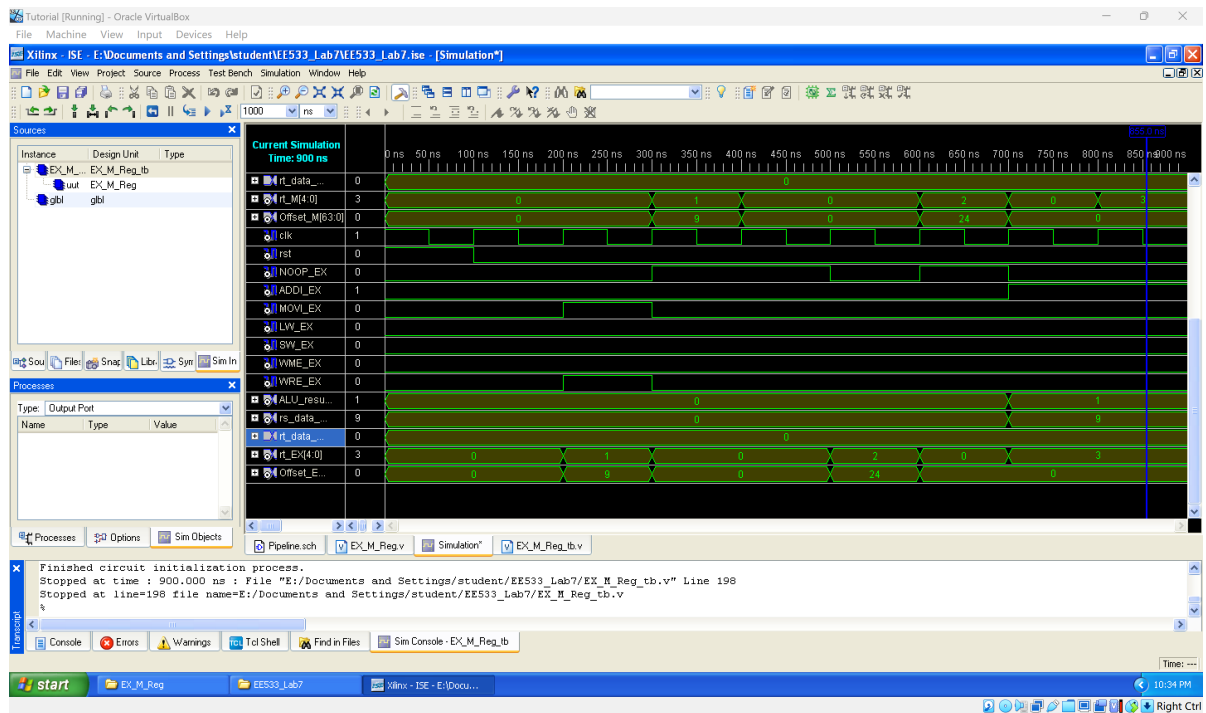 Tutorial [Running] - Oracle VirtualBox
File Machine View Input Devices Help
Xilinx - ISE - E:\Documents and Settings\student\EE533_Lab7\EE533_Lab7.ise - [Simulation*]
File Edit View Project Source Process Test Bench Simulation Window Help
1000 ns
Sources
Instance Design Unit Type
EX_M_... EX_M_Reg_tb
uut EX_M_Reg
glbl glbl
Sou Files Snap Libr. Sym Sim In
Processes
Type: Output Port
Name Type Value
Processes Options Sim Objects
Current Simulation
Time: 900 ns
0 ns 50 ns 100 ns 150 ns 200 ns 250 ns 300 ns 350 ns 400 ns 450 ns 500 ns 550 ns 600 ns 650 ns 700 ns 750 ns 800 ns 850 ns 900 ns
rt_data_... 0 0
rt_M[4:0] 3 0 1 0 2 0 3
Offset_M[63:0] 0 0 9 0 24 0
clk 1
rst 0
NOOP_EX 0
ADDI_EX 1
MOVI_EX 0
LW_EX 0
SW_EX 0
WME_EX 0
WRE_EX 0
ALU_resu... 1 0 1
rs_data_... 9 0 9
rt_data_... 0 0
rt_EX[4:0] 3 0 1 0 2 0 3
Offset_E... 0 0 9 0 24 0
Pipeline.sch EX_M_Reg.v Simulation* EX_M_Reg_tb.v
Finished circuit initialization process.
Stopped at time : 900.000 ns : File "E:/Documents and Settings/student/EE533_Lab7/EX_M_Reg_tb.v" Line 198
Stopped at line=198 file name=E:/Documents and Settings/student/EE533_Lab7/EX_M_Reg_tb.v
%
Transcript
Console Errors Warnings Tcl Shell Find in Files Sim Console - EX_M_Reg_tb
Time: ---
start EX_M_Reg EE533_Lab7 Xilinx - ISE - E:\Docu... 10:34 PM
Right Ctrl